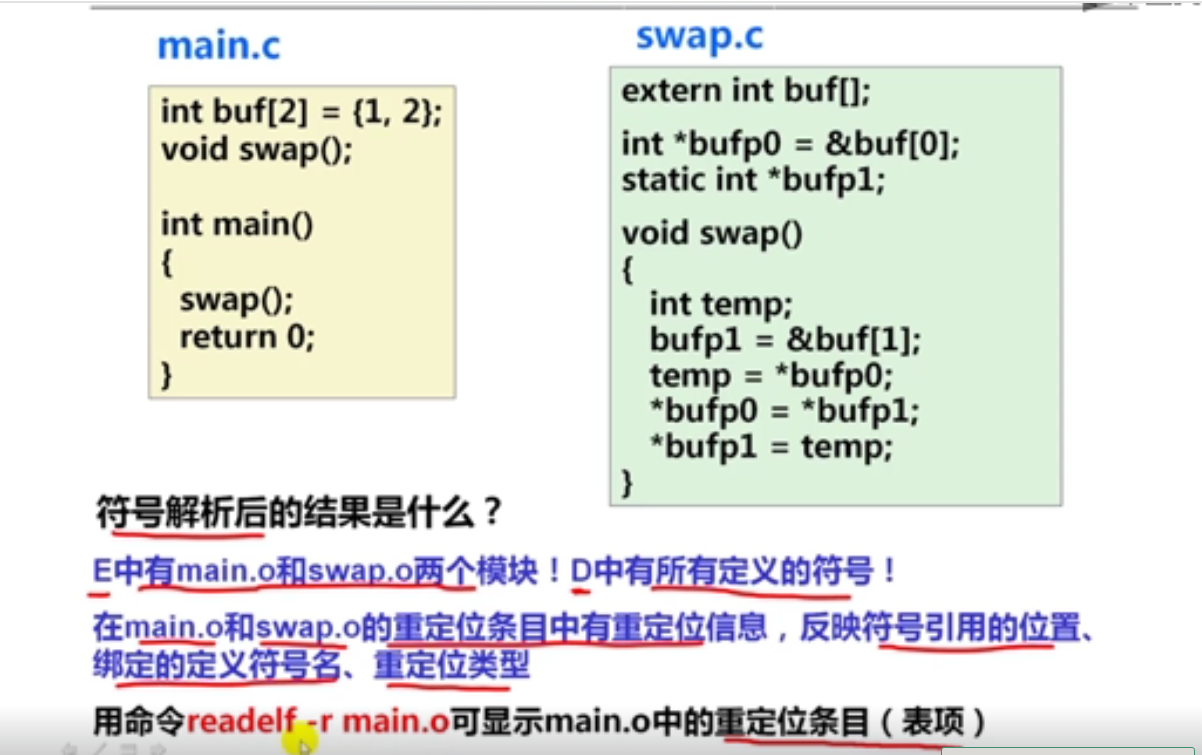 main.c
int buf[2] = {1, 2};
void swap();
int main()
{
swap();
return 0;
}
swap.c
extern int buf[];
int *bufp0 = &buf[0];
static int *bufp1;
void swap()
{
int temp;
bufp1 = &buf[1];
temp = *bufp0;
*bufp0 = *bufp1;
*bufp1 = temp;
}
符号解析后的结果是什么？
E中有main.o和swap.o两个模块！D中有所有定义的符号！
在main.o和swap.o的重定位条目中有重定位信息，反映符号引用的位置、
绑定的定义符号名、重定位类型
用命令readelf -r main.o可显示main.o中的重定位条目（表项）